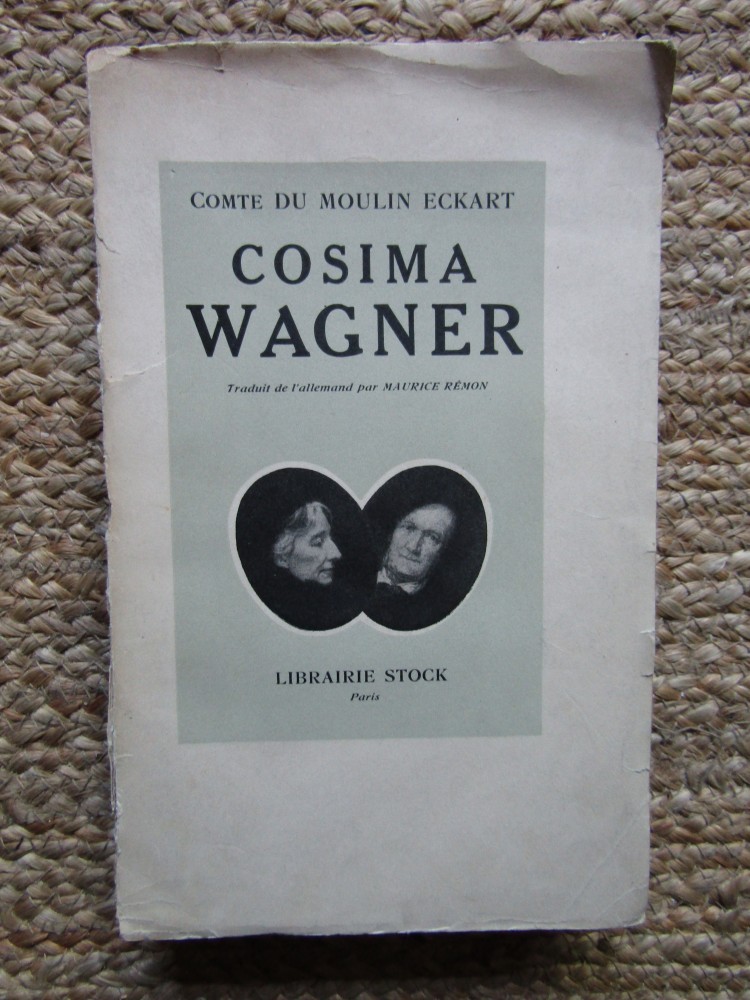 COMTE DU MOULIN ECKART
COSIMA
WAGNER
Traduit de l'allemand par MAURICE RÉMON
LIBRAIRIE STOCK
Paris